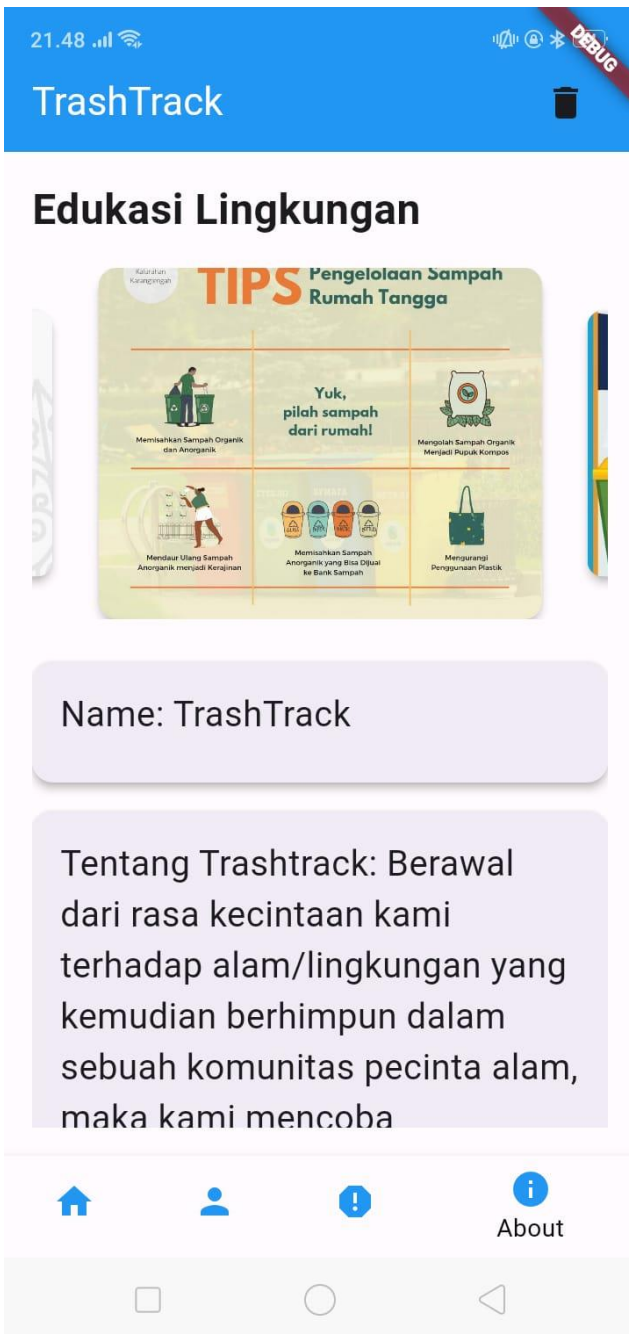 21.48
DEBUG
TrashTrack
Edukasi Lingkungan
Kalurahan
Karangtengah
TIPS
Pengelolaan Sampah
Rumah Tangga
Memisahkan Sampah Organik
dan Anorganik
Yuk,
pilah sampah
dari rumah!
Mengolah Sampah Organik
Menjadi Pupuk Kompos
Mendaur Ulang Sampah
Anorganik menjadi Kerajinan
Memisahkan Sampah
Anorganik yang Bisa Dijual
ke Bank Sampah
Mengurangi
Penggunaan Plastik
Name: TrashTrack
Tentang Trashtrack: Berawal
dari rasa kecintaan kami
terhadap alam/lingkungan yang
kemudian berhimpun dalam
sebuah komunitas pecinta alam,
maka kami mencoba
About